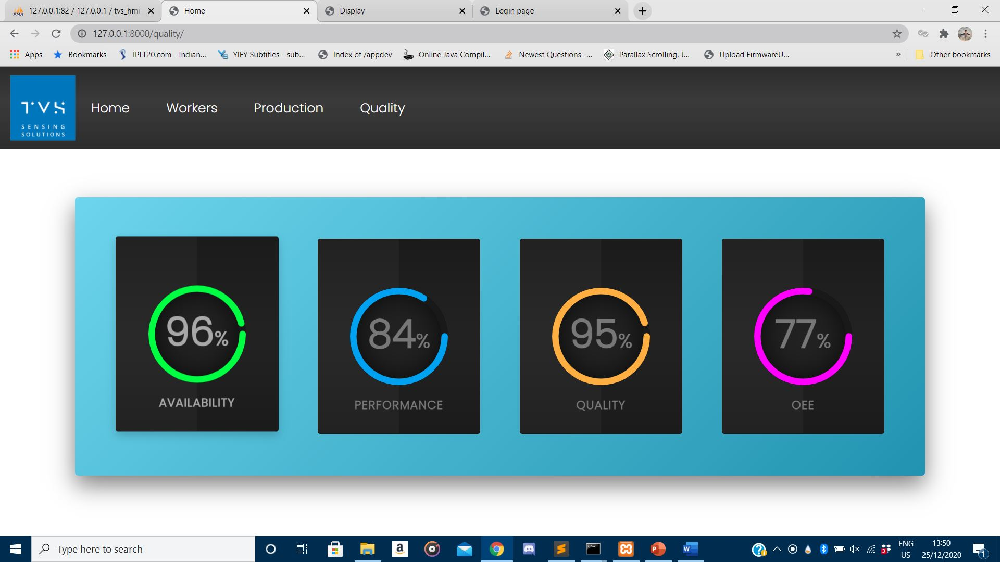 127.0.0.1:82 / 127.0.0.1 / tvs_hmi
Home
Display
Login page
127.0.0.1:8000/quality/
Apps
Bookmarks
IPLT20.com - Indian...
YIFY Subtitles - sub...
Index of /appdev
Online Java Compil...
Newest Questions -...
Parallax Scrolling, J...
Upload FirmwareU...
»
Other bookmarks
TVS
SENSING
SOLUTIONS
Home
Workers
Production
Quality
96%
AVAILABILITY
84%
PERFORMANCE
95%
QUALITY
77%
OEE
Type here to search
ENG
US
13:50
25/12/2020
1